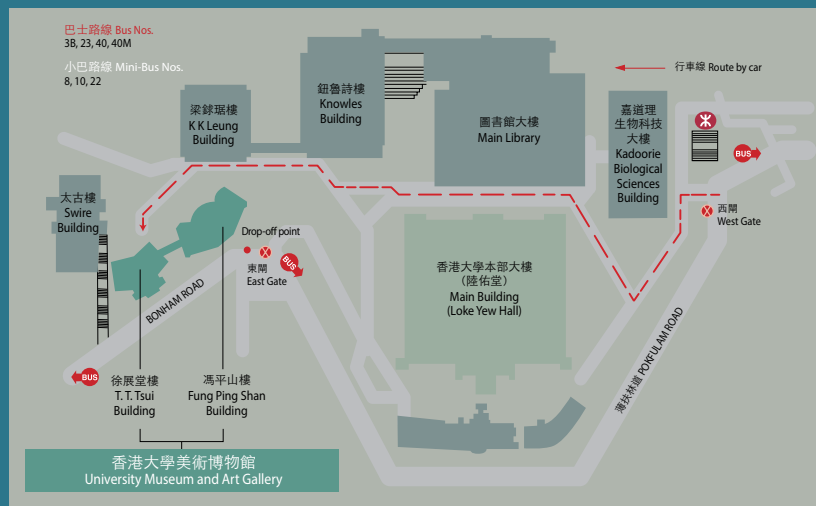 巴士路線 Bus Nos.
3B, 23, 40, 40M
小巴路線 Mini-Bus Nos.
8, 10, 22
行車線 Route by car
鈕魯詩樓
Knowles
Building
梁銶琚樓
K K Leung
Building
圖書館大樓
Main Library
嘉道理
生物科技
大樓
Kadoorie
Biological
Sciences
Building
BUS
西閘
West Gate
太古樓
Swire
Building
Drop-off point
東閘
East Gate
BUS
BONHAM ROAD
BUS
香港大學本部大樓
（陸佑堂）
Main Building
(Loke Yew Hall)
薄扶林道 POKFULAM ROAD
徐展堂樓
T. T. Tsui
Building
馮平山樓
Fung Ping Shan
Building
香港大學美術博物館
University Museum and Art Gallery